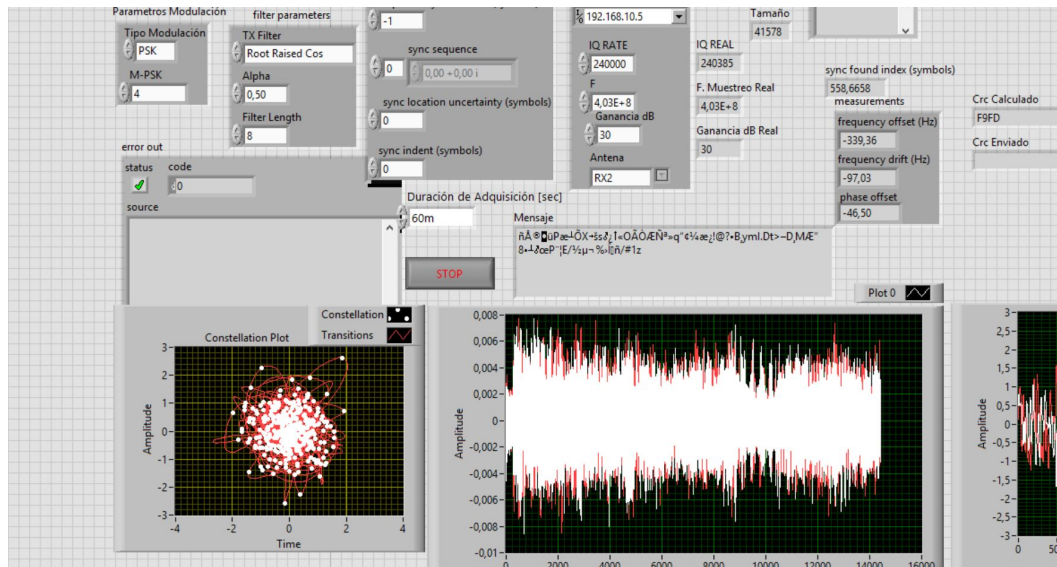 Parametros Modulación
Tipo Modulación
PSK
M-PSK
4
filter parameters
TX Filter
Root Raised Cos
Alpha
0,50
Filter Length
8
-1
sync sequence
0
0,00 +0,00 i
sync location uncertainty (symbols)
0
sync indent (symbols)
0
192.168.10.5
IQ RATE
240000
F
4,03E+8
Ganancia dB
30
Antena
RX2
IQ REAL
240385
F. Muestreo Real
4,03E+8
Ganancia dB Real
30
Tamaño
41578
sync found index (symbols)
558,6658
measurements
frequency offset (Hz)
-339,36
frequency drift (Hz)
-97,03
phase offset
-46,50
Crc Calculado
F9FD
Crc Enviado
error out
status
code
0
source
Duración de Adquisición [sec]
60m
STOP
Mensaje
Plot 0
Constellation
Transitions
Constellation Plot
Amplitude
3
2
1
0
-1
-2
-3
-4
-2
0
2
4
Time
Amplitude
0,008
0,006
0,004
0,002
0
-0,002
-0,004
-0,006
-0,008
-0,01
0
2000
4000
6000
8000
10000
12000
14000
16000
Amplitude
3
2,5
2
1,5
1
0,5
0
-0,5
-1
-1,5
-2
-2,5
-3
0